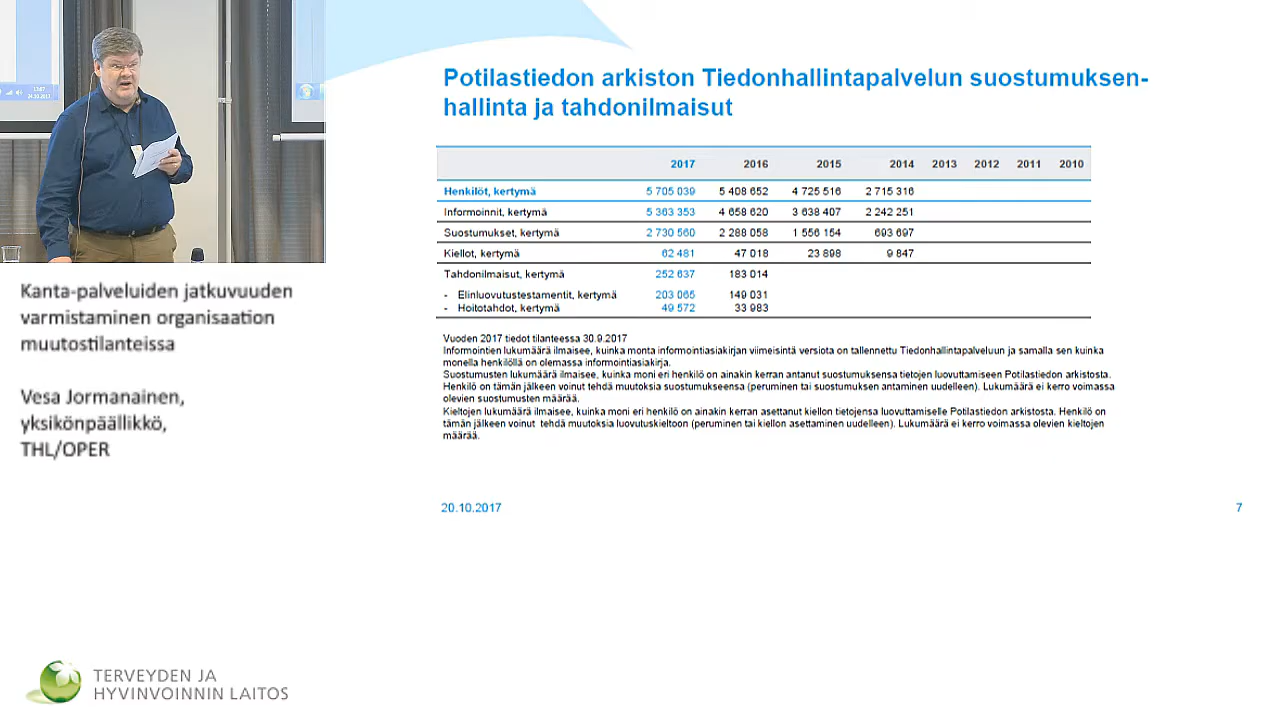 Kanta-palveluiden jatkuvuuden
varmistaminen organisaation
muutostilanteissa
Vesa Jormanainen,
yksikönpäällikkö,
THL/OPER
TERVEYDEN JA
HYVINVOINNIN LAITOS
Potilastiedon arkiston Tiedonhallintapalvelun suostumuksen-
hallinta ja tahdonilmaisut
2017 2016 2015 2014 2013 2012 2011 2010
Henkilöt, kertymä 5 705 039 5 408 652 4 725 516 2 715 316
Informoinnit, kertymä 5 363 353 4 658 620 3 638 407 2 242 251
Suostumukset, kertymä 2 730 560 2 288 058 1 556 154 693 697
Kiellot, kertymä 62 481 47 018 23 898 9 847
Tahdonilmaisut, kertymä 252 637 183 014
- Elinluovutustestamentit, kertymä 203 065 149 031
- Hoitotahdot, kertymä 49 572 33 983
Vuoden 2017 tiedot tilanteessa 30.9.2017
Informointien lukumäärä ilmaisee, kuinka monta informointiasiakirjan viimeisintä versiota on tallennettu Tiedonhallintapalveluun ja samalla sen kuinka
monella henkilöllä on olemassa informointiasiakirja.
Suostumusten lukumäärä ilmaisee, kuinka moni eri henkilö on ainakin kerran antanut suostumuksensa tietojen luovuttamiseen Potilastiedon arkistosta.
Henkilö on tämän jälkeen voinut tehdä muutoksia suostumukseensa (peruminen tai suostumuksen antaminen uudelleen). Lukumäärä ei kerro voimassa
olevien suostumusten määrää.
Kieltojen lukumäärä ilmaisee, kuinka moni eri henkilö on ainakin kerran asettanut kiellon tietojensa luovuttamiselle Potilastiedon arkistosta. Henkilö on
tämän jälkeen voinut tehdä muutoksia luovutuskieltoon (peruminen tai kiellon asettaminen uudelleen). Lukumäärä ei kerro voimassa olevien kieltojen
määrää.
20.10.2017 7